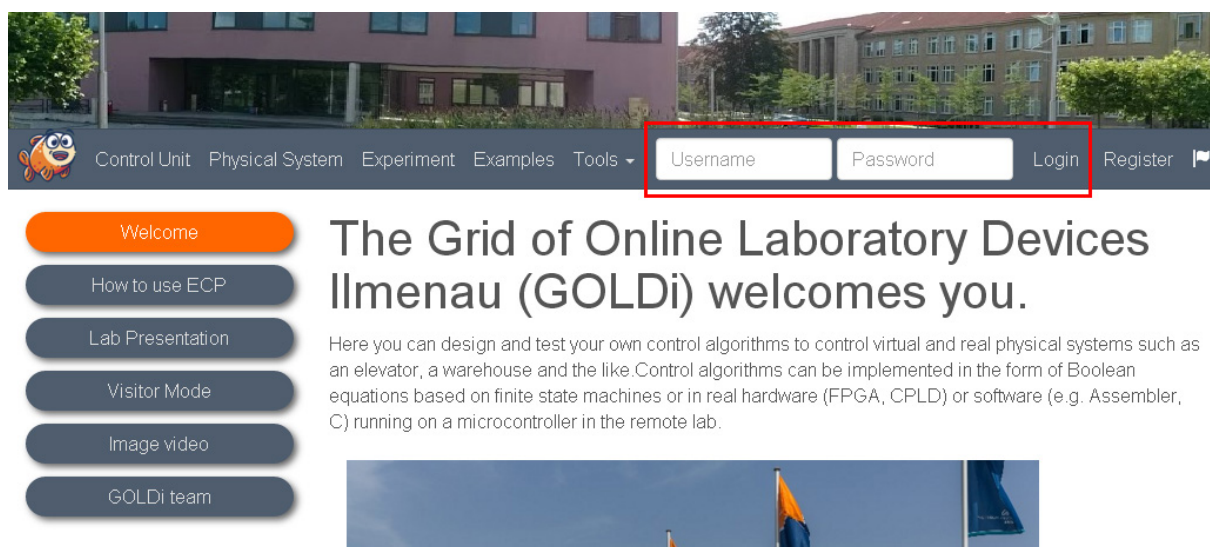 Control Unit Physical System Experiment Examples Tools Username Password Login Register
Welcome
How to use ECP
Lab Presentation
Visitor Mode
Image video
GOLDi team
The Grid of Online Laboratory Devices
Ilmenau (GOLDi) welcomes you.
Here you can design and test your own control algorithms to control virtual and real physical systems such as
an elevator, a warehouse and the like.Control algorithms can be implemented in the form of Boolean
equations based on finite state machines or in real hardware (FPGA, CPLD) or software (e.g. Assembler,
C) running on a microcontroller in the remote lab.